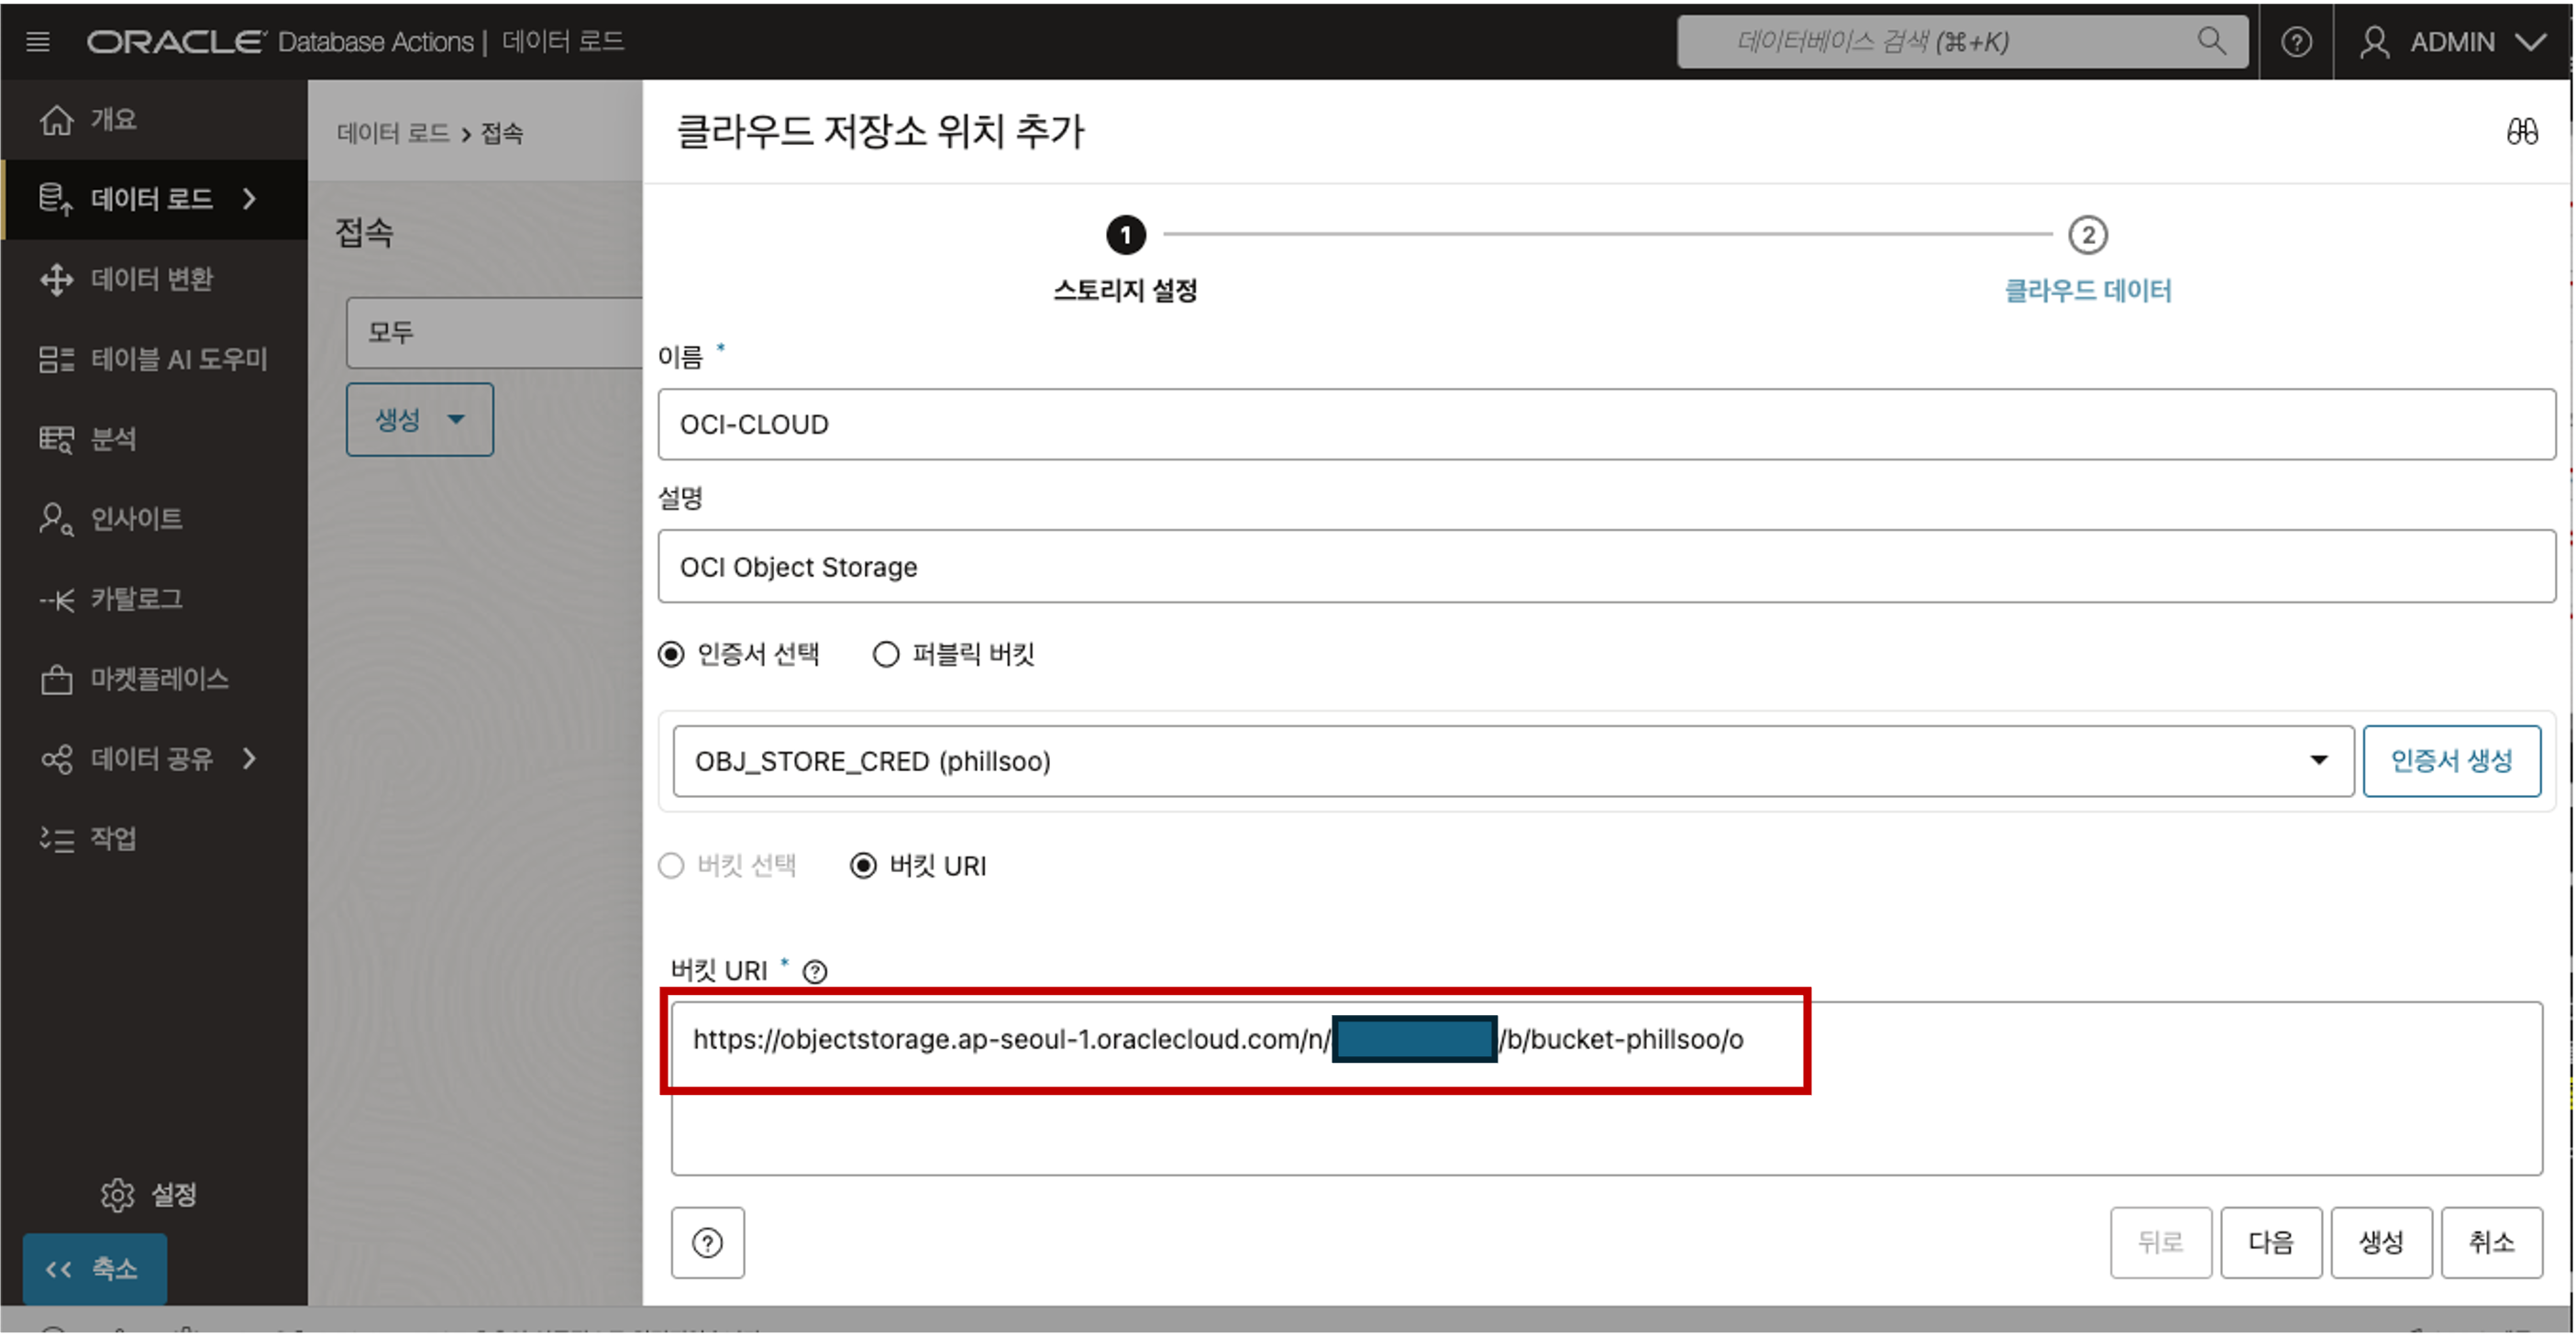 ORACLE Database Actions | 데이터 로드
데이터베이스 검색 (⌘+K)
ADMIN
개요
데이터 로드
데이터 변환
테이블 AI 도우미
분석
인사이트
카탈로그
마켓플레이스
데이터 공유
작업
설정
축소
데이터 로드 > 접속
접속
모두
생성
클라우드 저장소 위치 추가
1
2
스토리지 설정
클라우드 데이터
이름 *
OCI-CLOUD
설명
OCI Object Storage
인증서 선택
퍼블릭 버킷
OBJ_STORE_CRED (phillsoo)
인증서 생성
버킷 선택
버킷 URI
버킷 URI *
https://objectstorage.ap-seoul-1.oraclecloud.com/n/ /b/bucket-phillsoo/o
뒤로
다음
생성
취소